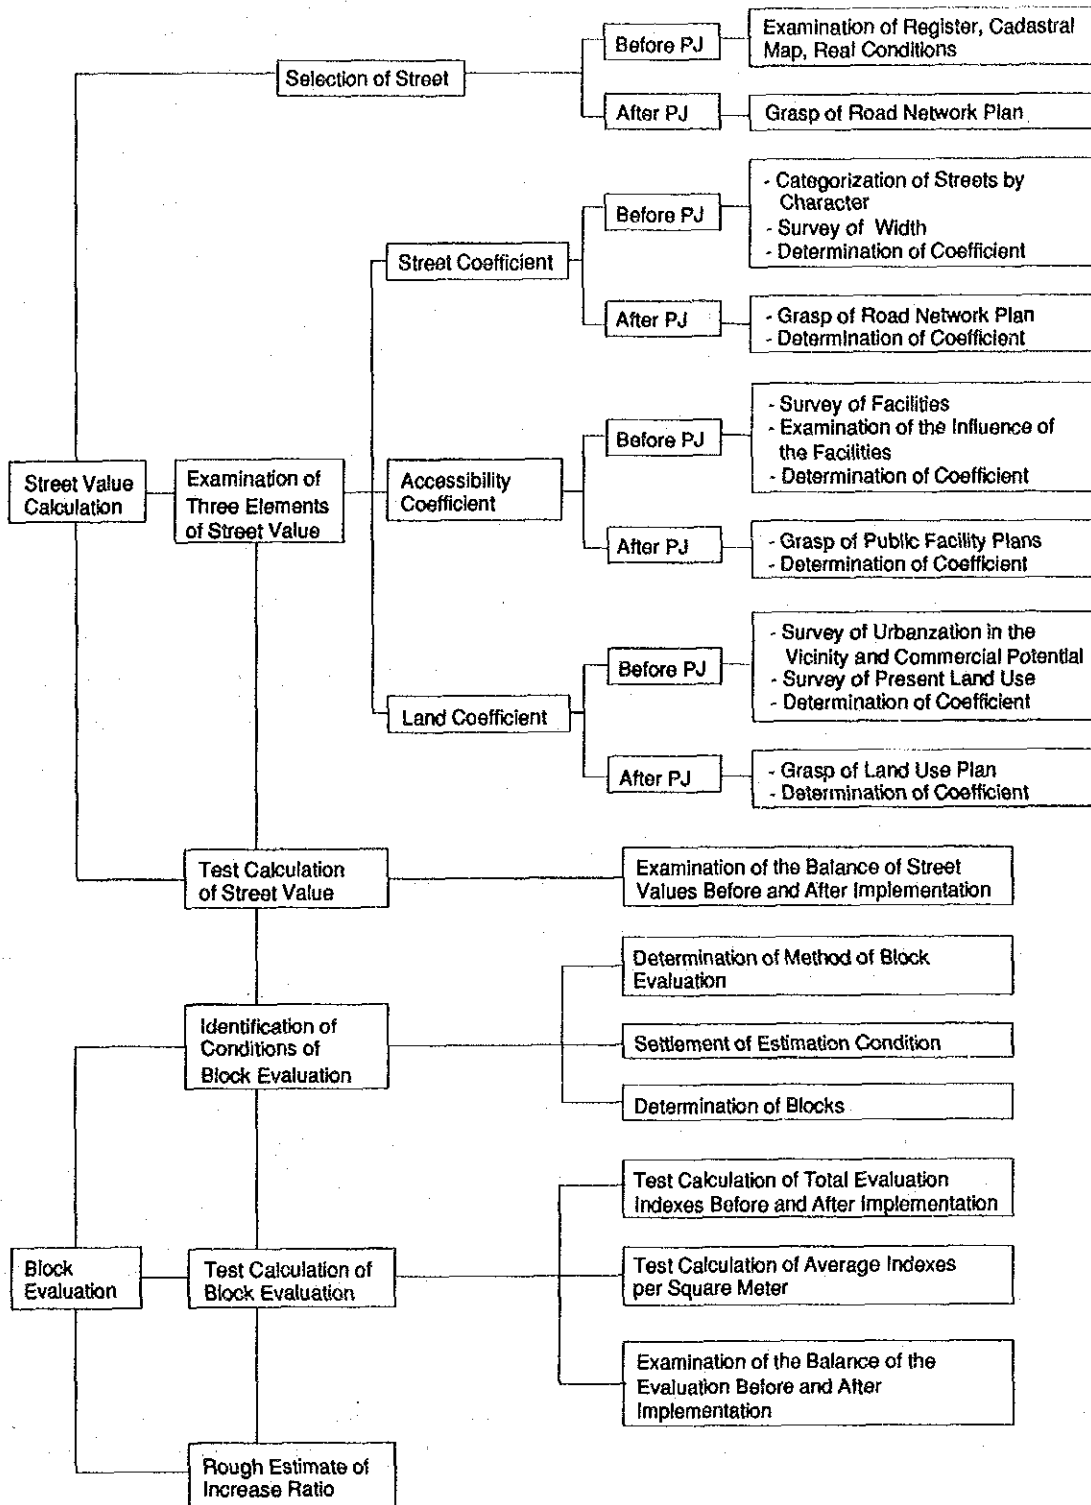 Before PJ
Examination of Register, Cadastral
Map, Real Conditions
Selection of Street
After PJ
Grasp of Road Network Plan
Before PJ
- Categorization of Streets by
Character
- Survey of Width
- Determination of Coefficient
Street Coefficient
After PJ
- Grasp of Road Network Plan
- Determination of Coefficient
Before PJ
- Survey of Facilities
- Examination of the Influence of
the Facilities
- Determination of Coefficient
Street Value
Calculation
Examination of
Three Elements
of Street Value
Accessibility
Coefficient
After PJ
- Grasp of Public Facility Plans
- Determination of Coefficient
Before PJ
- Survey of Urbanzation in the
Vicinity and Commercial Potential
- Survey of Present Land Use
- Determination of Coefficient
Land Coefficient
After PJ
- Grasp of Land Use Plan
- Determination of Coefficient
Test Calculation
of Street Value
Examination of the Balance of Street
Values Before and After Implementation
Determination of Method of Block
Evaluation
Identification of
Conditions of
Block Evaluation
Settlement of Estimation Condition
Determination of Blocks
Test Calculation of Total Evaluation
Indexes Before and After Implementation
Block
Evaluation
Test Calculation of
Block Evaluation
Test Calculation of Average Indexes
per Square Meter
Examination of the Balance of the
Evaluation Before and After
Implementation
Rough Estimate of
Increase Ratio